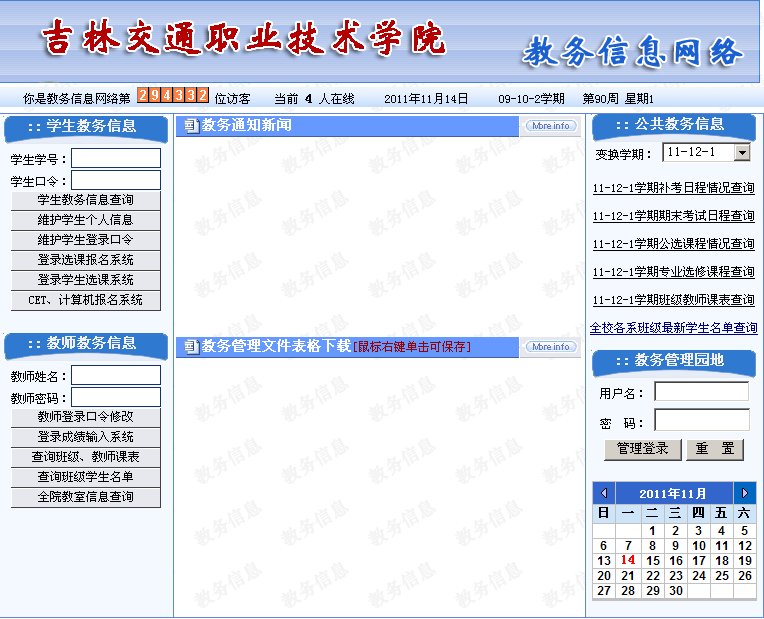 吉林交通职业技术学院
教务信息网络
你是教务信息网络第 294332 位访客 当前 4 人在线 2011年11月14日 09-10-2学期 第90周 星期1
:: 学生教务信息
学生学号：
学生口令：
学生教务信息查询
维护学生个人信息
维护学生登录口令
登录选课报名系统
登录学生选课系统
CET、计算机报名系统
:: 教师教务信息
教师姓名：
教师密码：
教师登录口令修改
登录成绩输入系统
查询班级、教师课表
查询班级学生名单
全院教室信息查询
教务通知新闻 More info
教务管理文件表格下载[鼠标右键单击可保存] More info
教务信息
:: 公共教务信息
变换学期： 11-12-1
11-12-1学期补考日程情况查询
11-12-1学期期末考试日程查询
11-12-1学期公选课程情况查询
11-12-1学期专业选修课程查询
11-12-1学期班级教师课表查询
全校各系班级最新学生名单查询
:: 教务管理园地
用户名：
密 码：
管理登录 重 置
2011年11月
日 一 二 三 四 五 六
1 2 3 4 5
6 7 8 9 10 11 12
13 14 15 16 17 18 19
20 21 22 23 24 25 26
27 28 29 30